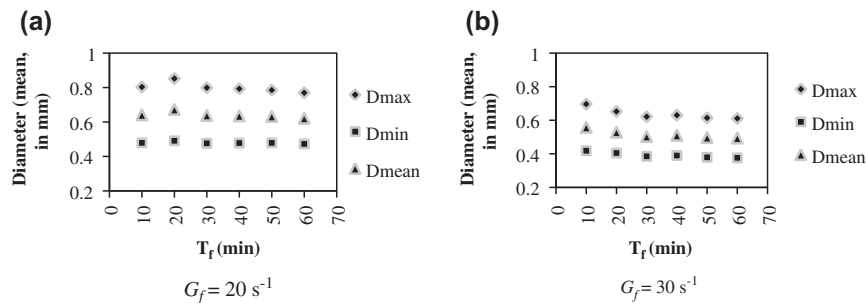 (a)
Diameter (mean,
in mm)
1
0.8
0.6
0.4
0.2
0 10 20 30 40 50 60 70
T_f (min)
Dmax
Dmin
Dmean
G_f = 20 s⁻¹
(b)
Diameter (mean,
in mm)
1
0.8
0.6
0.4
0.2
0 10 20 30 40 50 60 70
T_f (min)
Dmax
Dmin
Dmean
G_f = 30 s⁻¹